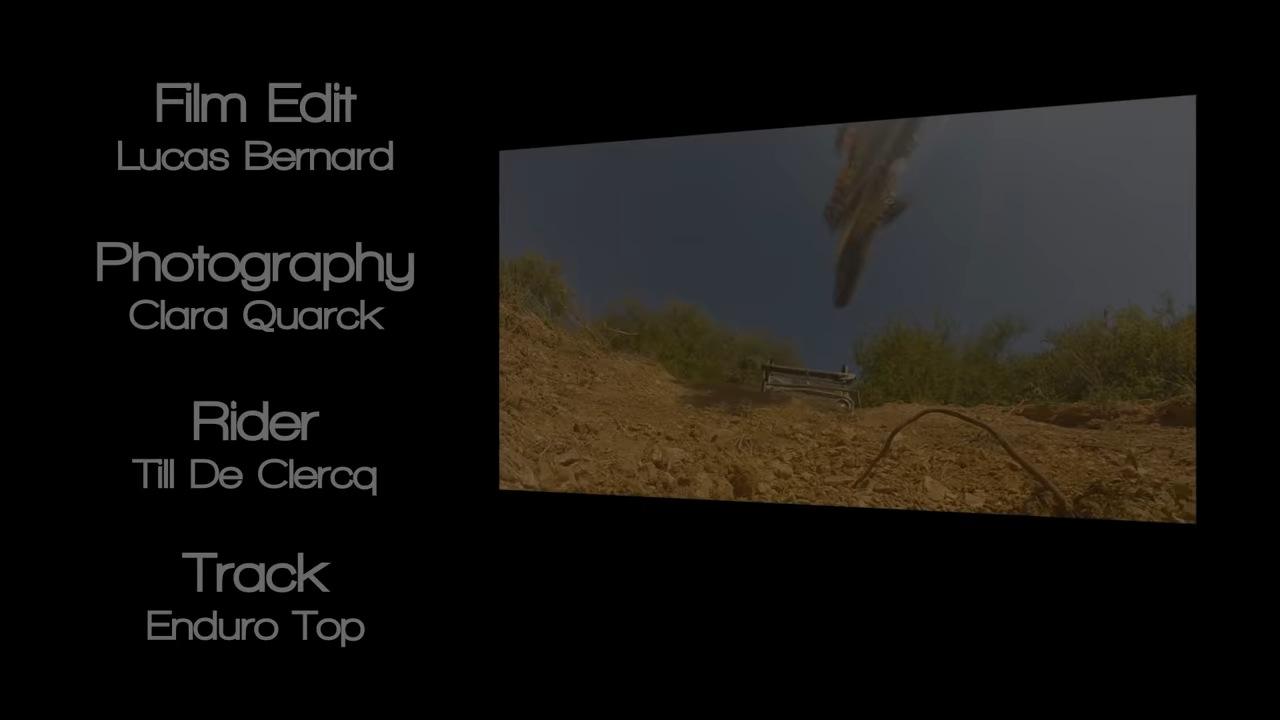 Film Edit
Lucas Bernard
Photography
Clara Quarck
Rider
Till De Clercq
Track
Enduro Top